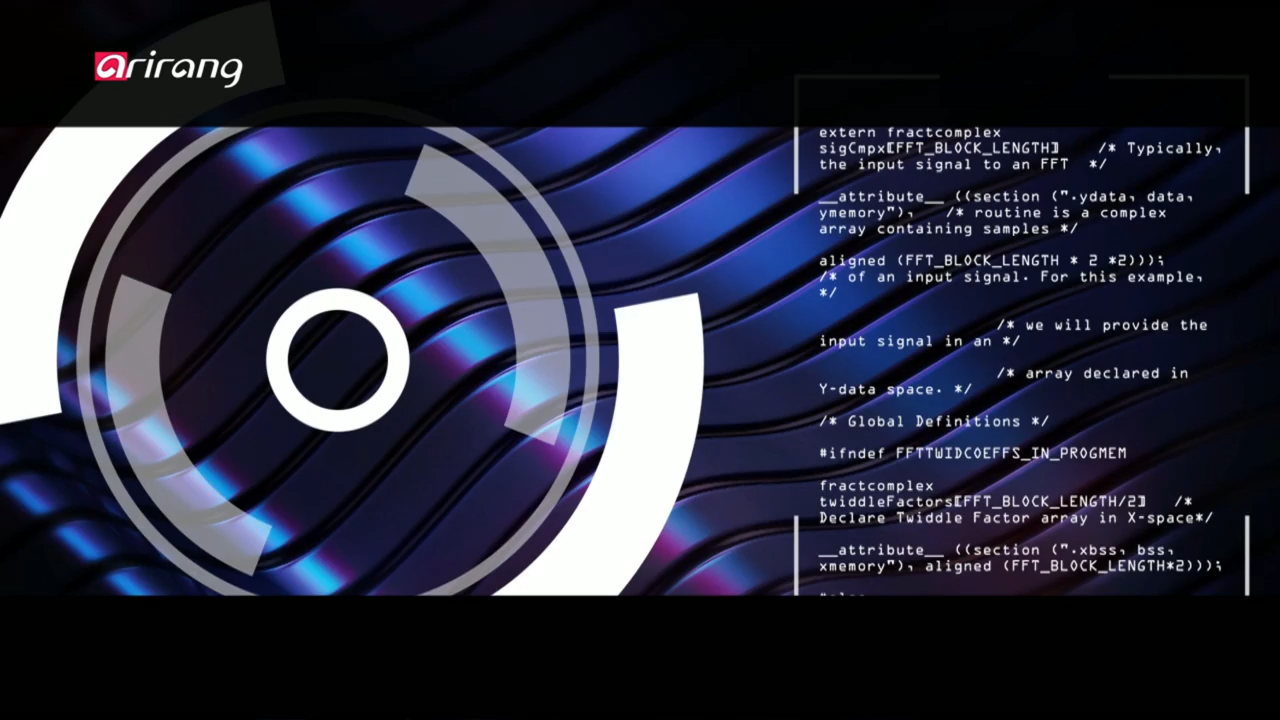 arirang
extern fractcomplex
sigCmpx[FFT_BLOCK_LENGTH] /* Typically,
the input signal to an FFT */
__attribute__ ((section (".ydata, data,
ymemory"), /* routine is a complex
array containing samples */
aligned (FFT_BLOCK_LENGTH * 2 *2)));
/* of an input signal. For this example,
*/
/* we will provide the
input signal in an */
/* array declared in
Y-data space. */
/* Global Definitions */
#ifndef FFTTWIDCOEFFS_IN_PROGMEM
fractcomplex
twiddleFactors[FFT_BLOCK_LENGTH/2] /*
Declare Twiddle Factor array in X-space*/
__attribute__ ((section (".xbss, bss,
xmemory"), aligned (FFT_BLOCK_LENGTH*2)));